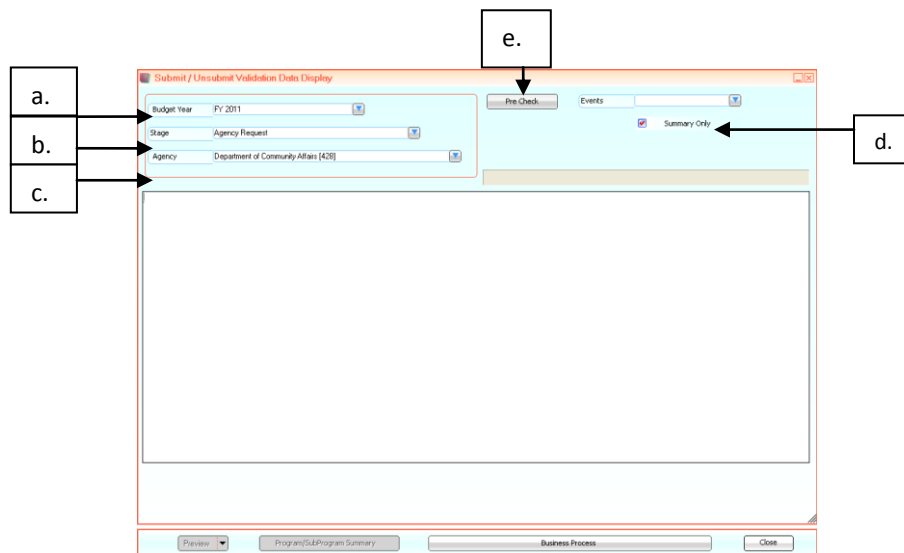 e.
Submit / Unsubmit Validation Data Display
a.
Budget Year FY 2011
Pre Check Events
b.
Stage Agency Request
Summary Only
d.
Agency Department of Community Affairs [428]
c.
Preview Program/SubProgram Summary Business Process Close